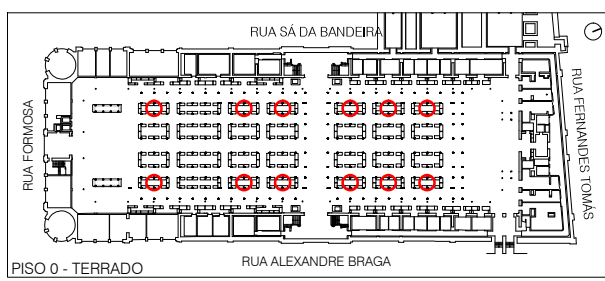 RUA SÁ DA BANDEIRA
RUA FORMOSA
RUA FERNANDES TOMÁS
RUA ALEXANDRE BRAGA
PISO 0 - TERRADO